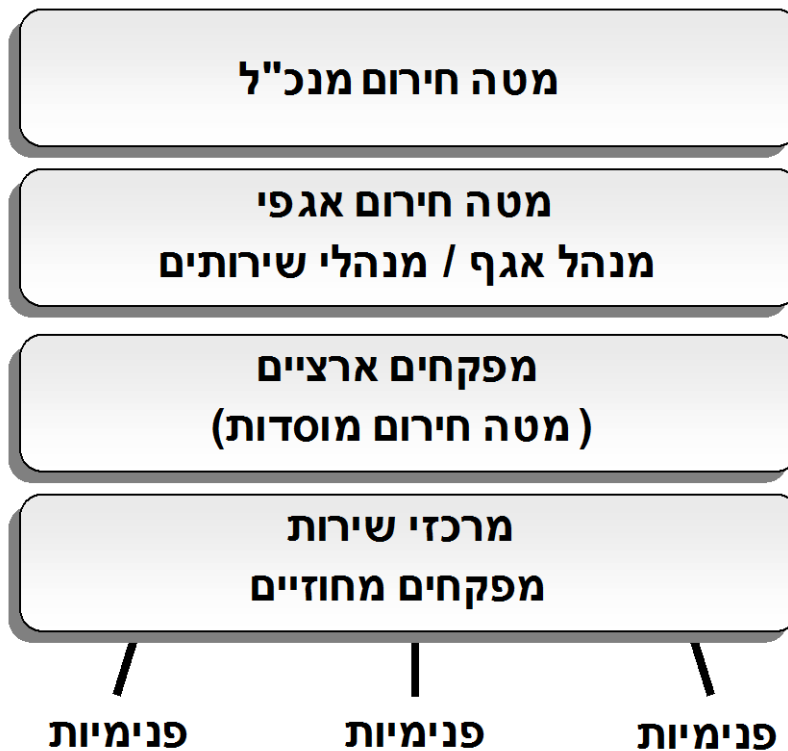 מטה חירום מנכ"ל
מטה חירום אגפי
מנהל אגף / מנהלי שירותים
מפקחים ארציים
(מטה חירום מוסדות)
מרכזי שירות
מפקחים מחוזיים
פנימיות פנימיות פנימיות